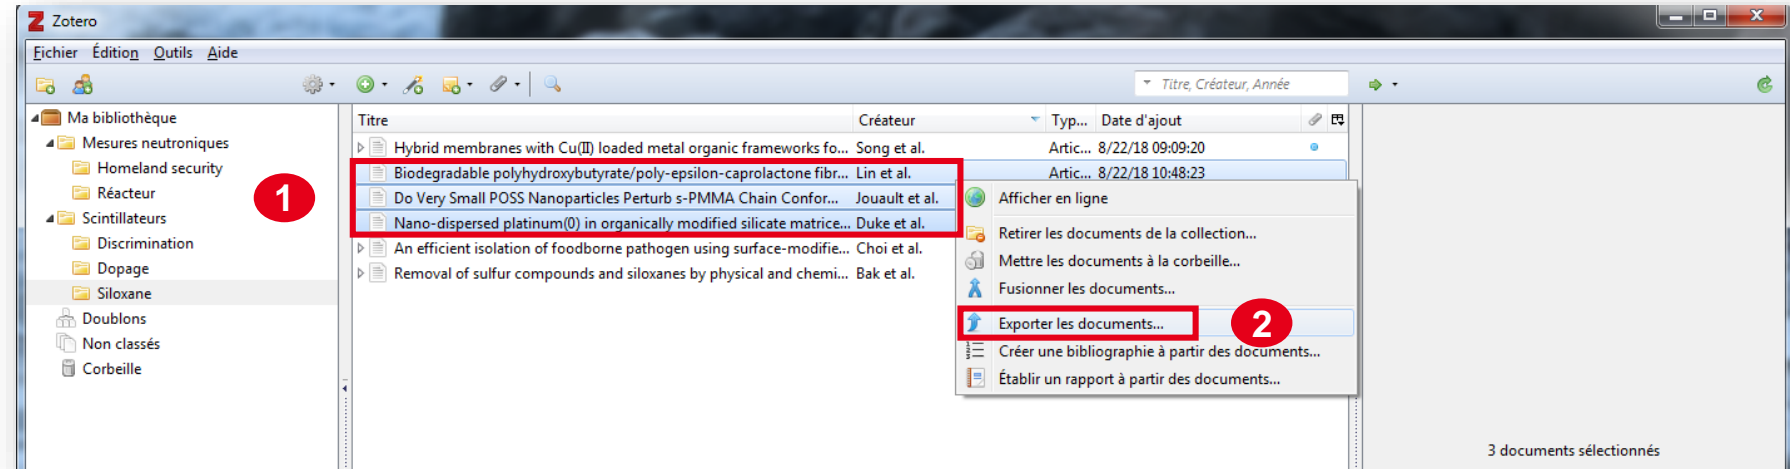 Z Zotero
Fichier Édition Outils Aide
Titre, Créateur, Année
Ma bibliothèque
Mesures neutroniques
Homeland security
Réacteur
Scintillateurs
Discrimination
Dopage
Siloxane
Doublons
Non classés
Corbeille
1
Titre Créateur Typ... Date d'ajout
Hybrid membranes with Cu(II) loaded metal organic frameworks fo... Song et al. Artic... 8/22/18 09:09:20
Biodegradable polyhydroxybutyrate/poly-epsilon-caprolactone fibr... Lin et al. Artic... 8/22/18 10:48:23
Do Very Small POSS Nanoparticles Perturb s-PMMA Chain Confor... Jouault et al.
Nano-dispersed platinum(0) in organically modified silicate matrice... Duke et al.
An efficient isolation of foodborne pathogen using surface-modifie... Choi et al.
Removal of sulfur compounds and siloxanes by physical and chemi... Bak et al.
Afficher en ligne
Retirer les documents de la collection...
Mettre les documents à la corbeille...
Fusionner les documents...
Exporter les documents...
2
Créer une bibliographie à partir des documents...
Établir un rapport à partir des documents...
3 documents sélectionnés